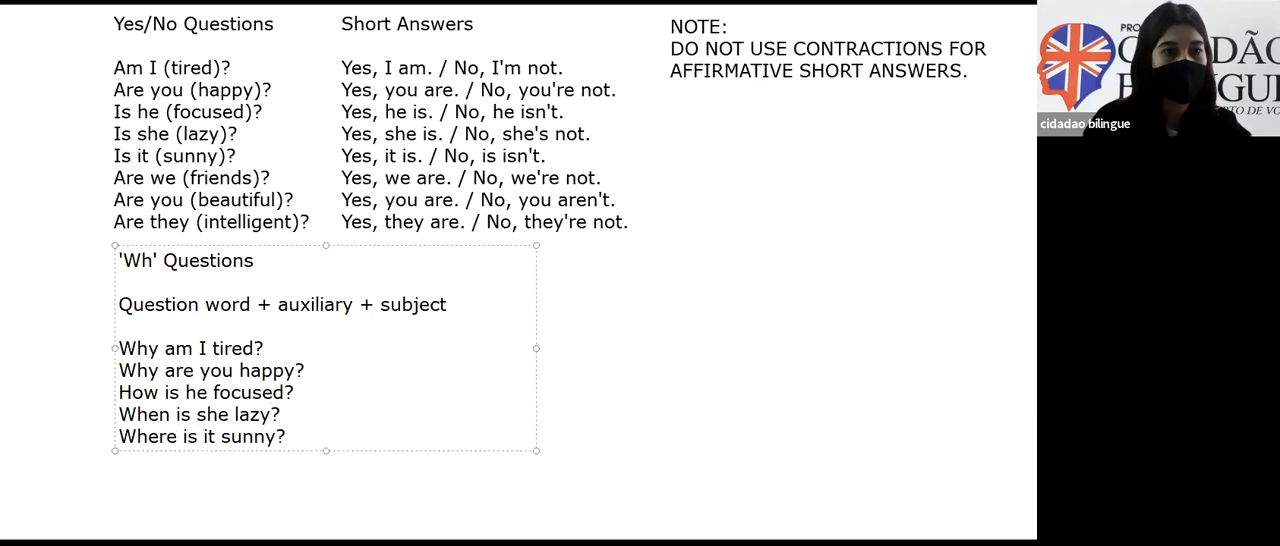 Yes/No Questions
Am I (tired)?
Are you (happy)?
Is he (focused)?
Is she (lazy)?
Is it (sunny)?
Are we (friends)?
Are you (beautiful)?
Are they (intelligent)?
Short Answers
Yes, I am. / No, I'm not.
Yes, you are. / No, you're not.
Yes, he is. / No, he isn't.
Yes, she is. / No, she's not.
Yes, it is. / No, is isn't.
Yes, we are. / No, we're not.
Yes, you are. / No, you aren't.
Yes, they are. / No, they're not.
NOTE:
DO NOT USE CONTRACTIONS FOR
AFFIRMATIVE SHORT ANSWERS.
'Wh' Questions
Question word + auxiliary + subject
Why am I tired?
Why are you happy?
How is he focused?
When is she lazy?
Where is it sunny?
cidadao bilingue